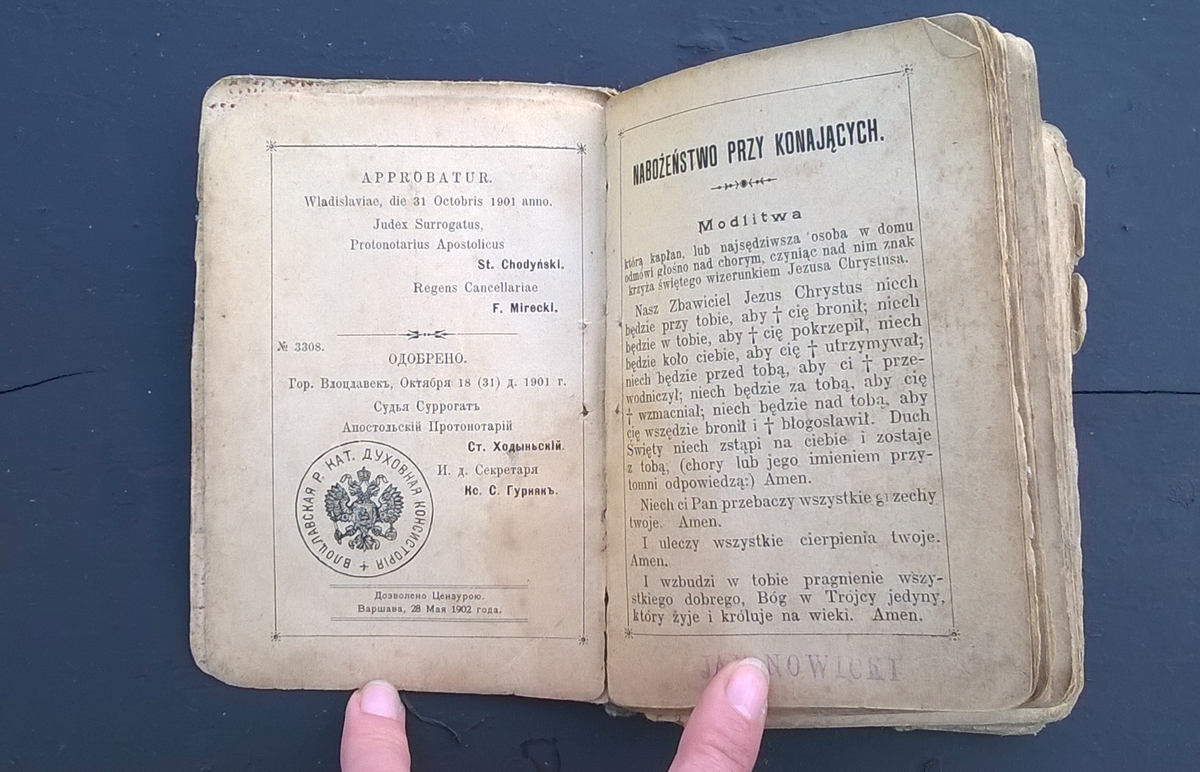 APPROBATUR.
Wladislaviae, die 31 Octobris 1901 anno.
Judex Surrogatus,
Protonotarius Apostolicus
St. Chodyński.
Regens Cancellariae
F. Mirecki.
№ 3308.
ОДОБРЕНО.
Гор. Влоцлавекъ, Октября 18 (31) д. 1901 г.
Судья Суррогатъ
Апостольскій Протонотарій
Ст. Ходыньскій.
И. д. Секретаря
Кс. С. Гурнякъ.
ВЛОЦЛАВСКАЯ Р. КАТ. ДУХОВНАЯ КОНСИСТОРІЯ
Дозволено Цензурою.
Варшава, 28 Мая 1902 года.
NABOŻEŃSTWO PRZY KONAJĄCYCH.
Modlitwa
którą kapłan, lub najsędziwsza osoba w domu
odmówi głośno nad chorym, czyniąc nad nim znak
krzyża świętego wizerunkiem Jezusa Chrystusa.
Nasz Zbawiciel Jezus Chrystus niech
będzie przy tobie, aby † cię bronił; niech
będzie w tobie, aby † cię pokrzepił, niech
będzie koło ciebie, aby cię † utrzymywał;
niech będzie przed tobą, aby ci † prze-
wodniczył; niech będzie za tobą, aby cię
† wzmacniał; niech będzie nad tobą, aby
cię wszędzie bronił i † błogosławił. Duch
Święty niech zstąpi na ciebie i zostaje
z tobą, (chory lub jego imieniem przy-
tomni odpowiedzą:) Amen.
Niech ci Pan przebaczy wszystkie grzechy
twoje. Amen.
I uleczy wszystkie cierpienia twoje.
Amen.
I wzbudzi w tobie pragnienie wszy-
stkiego dobrego, Bóg w Trójcy jedyny,
który żyje i króluje na wieki. Amen.